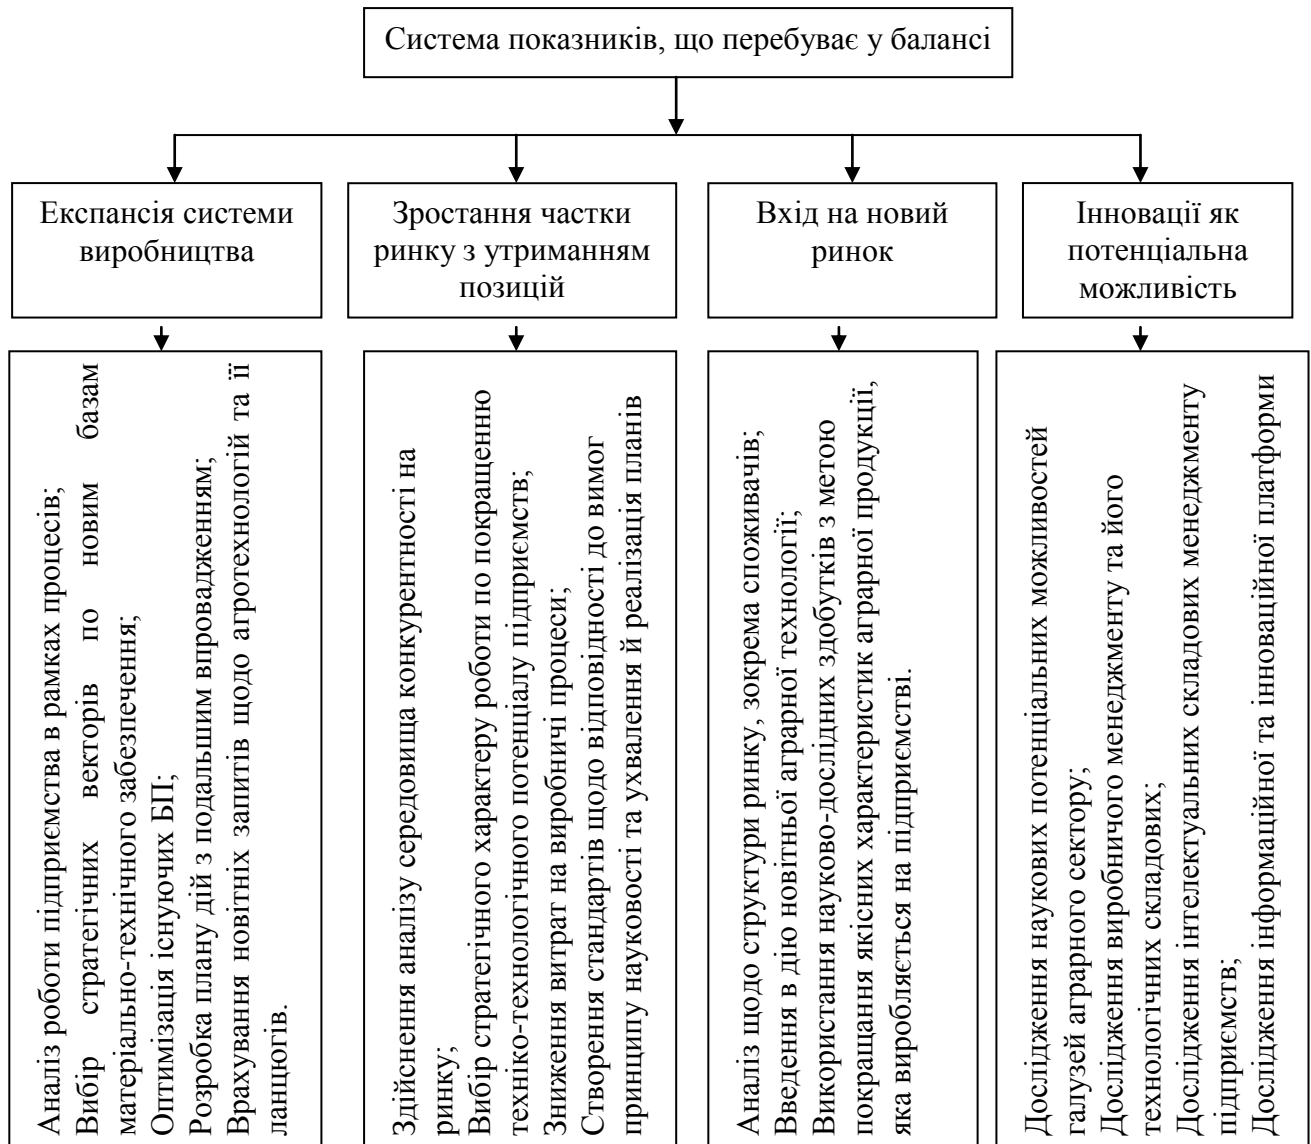 Система показників, що перебуває у балансі
Експансія системи
виробництва
Зростання частки
ринку з утриманням
позицій
Вхід на новий
ринок
Інновації як
потенціальна
можливість
Аналіз роботи підприємства в рамках процесів;
Вибір стратегічних векторів по новим базам
матеріально-технічного забезпечення;
Оптимізація існуючих БП;
Розробка плану дій з подальшим впровадженням;
Врахування новітніх запитів щодо агротехнологій та її
ланцюгів.
Здійснення аналізу середовища конкурентності на
ринку;
Вибір стратегічного характеру роботи по покращенню
техніко-технологічного потенціалу підприємств;
Зниження витрат на виробничі процеси;
Створення стандартів щодо відповідності до вимог
принципу науковості та ухвалення й реалізація планів
Аналіз щодо структури ринку, зокрема споживачів;
Введення в дію новітньої аграрної технології;
Використання науково-дослідних здобутків з метою
покращання якісних характеристик аграрної продукції,
яка виробляється на підприємстві.
Дослідження наукових потенціальних можливостей
галузей аграрного сектору;
Дослідження виробничого менеджменту та його
технологічних складових;
Дослідження інтелектуальних складових менеджменту
підприємств;
Дослідження інформаційної та інноваційної платформи